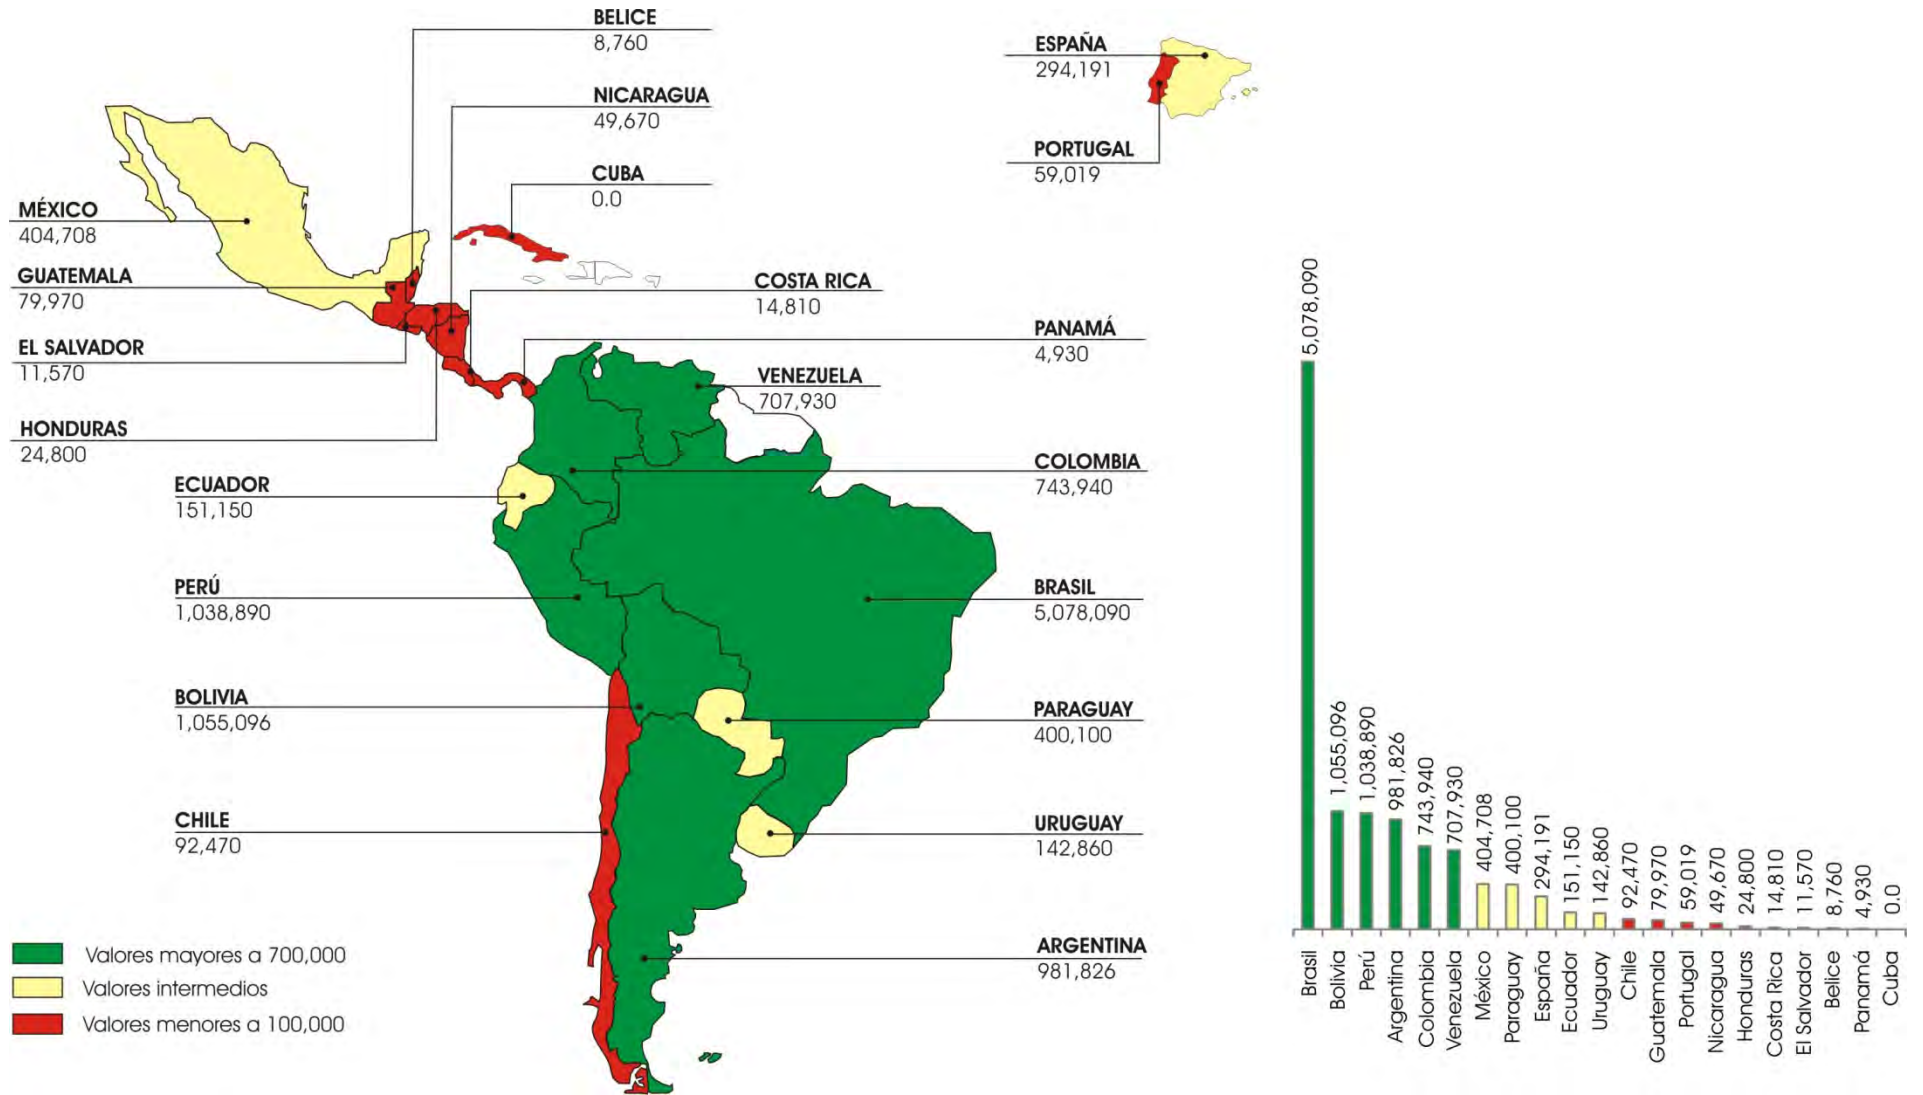 BELICE
8,760
NICARAGUA
49,670
CUBA
0.0
ESPAÑA
294,191
PORTUGAL
59,019
MÉXICO
404,708
GUATEMALA
79,970
EL SALVADOR
11,570
HONDURAS
24,800
COSTA RICA
14,810
PANAMÁ
4,930
VENEZUELA
707,930
COLOMBIA
743,940
ECUADOR
151,150
PERÚ
1,038,890
BRASIL
5,078,090
BOLIVIA
1,055,096
PARAGUAY
400,100
CHILE
92,470
URUGUAY
142,860
ARGENTINA
981,826
Valores mayores a 700,000
Valores intermedios
Valores menores a 100,000
5,078,090
1,055,096
1,038,890
981,826
743,940
707,930
404,708
400,100
294,191
151,150
142,860
92,470
79,970
59,019
49,670
24,800
14,810
11,570
8,760
4,930
0.0
Brasil
Bolivia
Perú
Argentina
Colombia
Venezuela
México
Paraguay
España
Ecuador
Uruguay
Chile
Guatemala
Portugal
Nicaragua
Honduras
Costa Rica
El Salvador
Belice
Panamá
Cuba